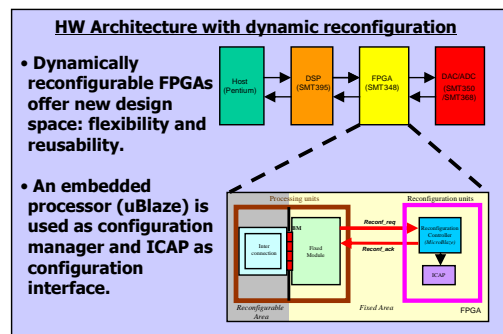 HW Architecture with dynamic reconfiguration
• Dynamically
reconfigurable FPGAs
offer new design
space: flexibility and
reusability.
• An embedded
processor (uBlaze) is
used as configuration
manager and ICAP as
configuration
interface.
Host
(Pentium)
DSP
(SMT395)
FPGA
(SMT348)
DAC/ADC
(SMT350
/SMT368)
Processing units
Reconfiguration units
BM
Inter
connection
Fixed
Module
Reconf_req
Reconf_ack
Reconfiguration
Controller
(MicroBlaze)
ICAP
Reconfigurable
Area
Fixed Area
FPGA